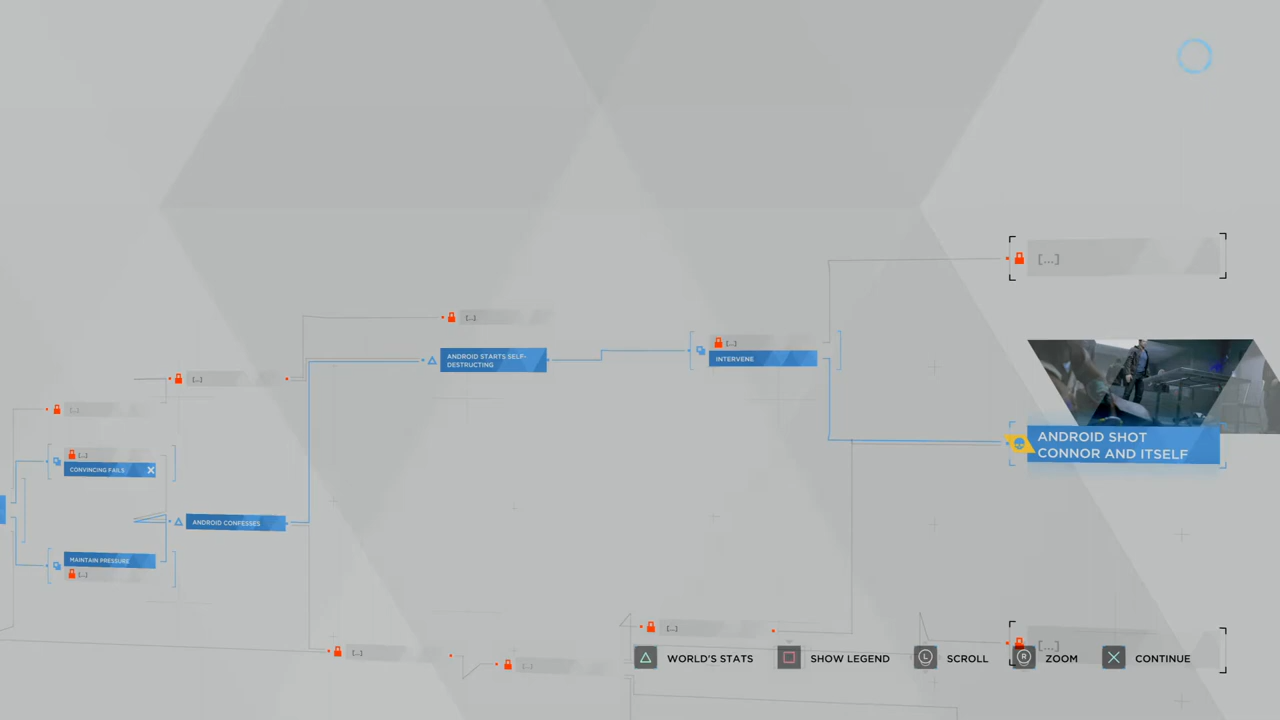 [...]
[...]
[...]
ANDROID STARTS SELF-
DESTRUCTING
INTERVENE
[...]
[...]
[...]
CONVINCING FAILS
ANDROID SHOT
CONNOR AND ITSELF
ANDROID CONFESSES
MAINTAIN PRESSURE
[...]
[...]
[...]
[...]
[...]
WORLD'S STATS
SHOW LEGEND
L
SCROLL
R
ZOOM
CONTINUE